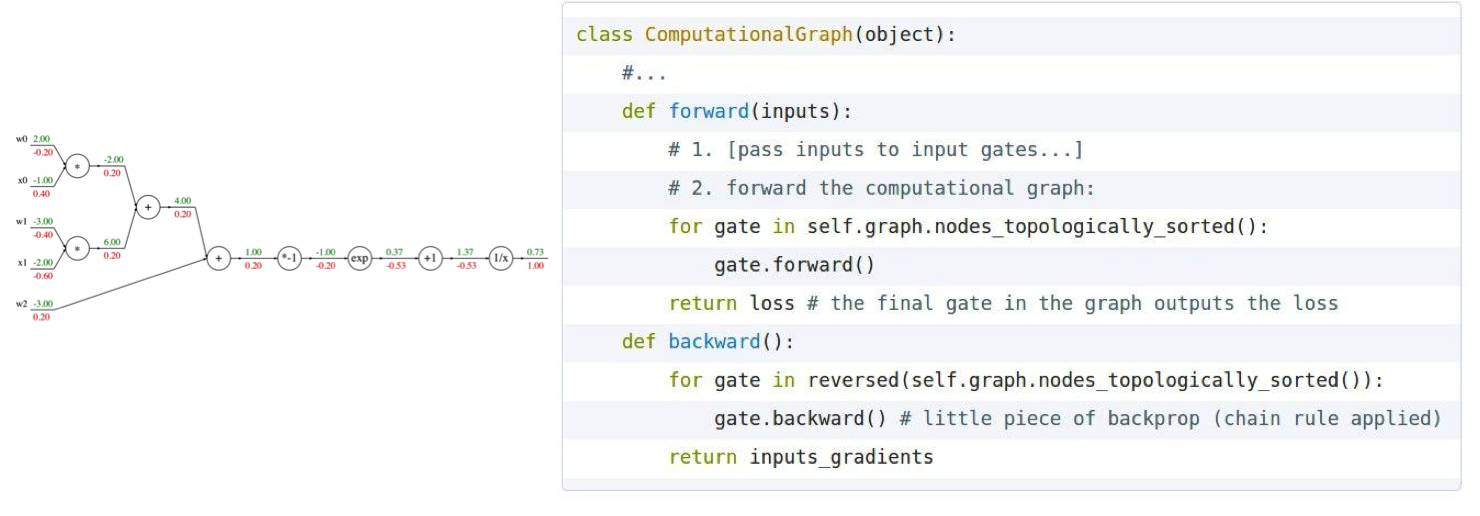 w0 2.00
-0.20
*
-2.00
0.20
x0 -1.00
0.40
w1 -3.00
-0.40
*
6.00
0.20
x1 -2.00
-0.60
w2 -3.00
0.20
+
4.00
0.20
+
1.00
0.20
*-1
-1.00
-0.20
exp
0.37
-0.53
+1
1.37
-0.53
1/x
0.73
1.00
class ComputationalGraph(object):
    #...
    def forward(inputs):
        # 1. [pass inputs to input gates...]
        # 2. forward the computational graph:
        for gate in self.graph.nodes_topologically_sorted():
            gate.forward()
        return loss # the final gate in the graph outputs the loss
    def backward():
        for gate in reversed(self.graph.nodes_topologically_sorted()):
            gate.backward() # little piece of backprop (chain rule applied)
        return inputs_gradients